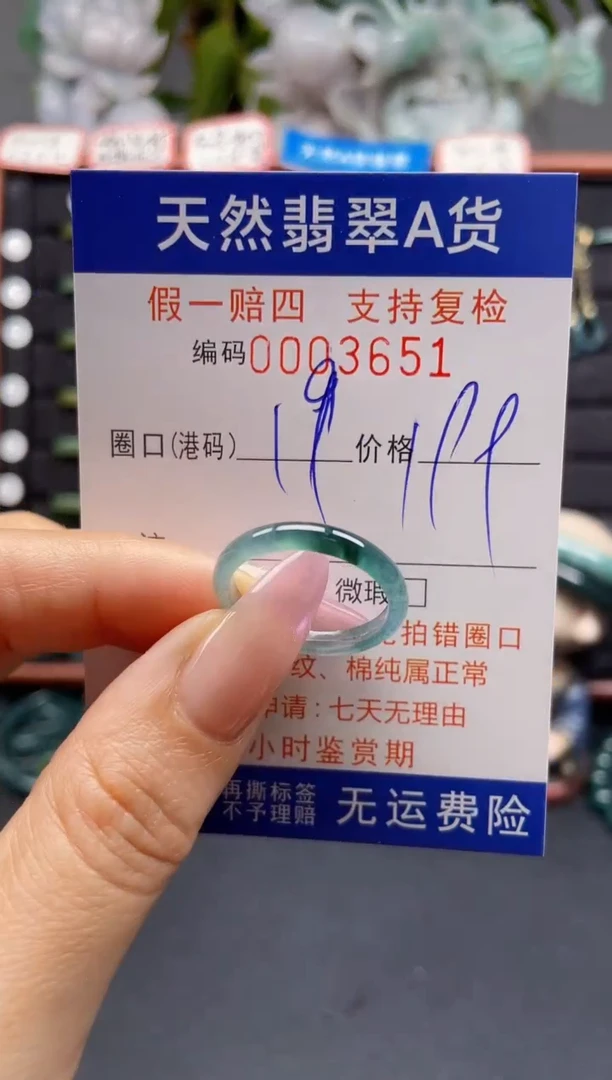 天然翡翠A货
假一赔四 支持复检
编码0003651
圈口(港码) 19 价格 199
微瑕
拍错圈口
纹、棉纯属正常
申请:七天无理由
小时鉴赏期
再撕标签
不予理赔
无运费险